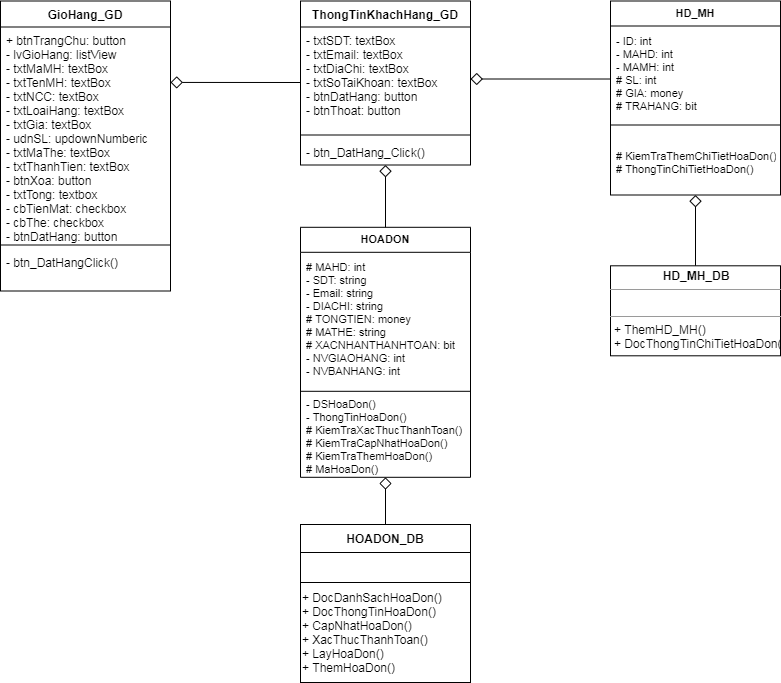 GioHang_GD
+ btnTrangChu: button
- lvGioHang: listView
- txtMaMH: textBox
- txtTenMH: textBox
- txtNCC: textBox
- txtLoaiHang: textBox
- txtGia: textBox
- udnSL: updownNumberic
- txtMaThe: textBox
- txtThanhTien: textBox
- btnXoa: button
- txtTong: textbox
- cbTienMat: checkbox
- cbThe: checkbox
- btnDatHang: button
- btn_DatHangClick()
ThongTinKhachHang_GD
- txtSDT: textBox
- txtEmail: textBox
- txtDiaChi: textBox
- txtSoTaiKhoan: textBox
- btnDatHang: button
- btnThoat: button
- btn_DatHang_Click()
HD_MH
- ID: int
- MAHD: int
- MAMH: int
# SL: int
# GIA: money
# TRAHANG: bit
# KiemTraThemChiTietHoaDon()
# ThongTinChiTietHoaDon()
HOADON
# MAHD: int
- SDT: string
- Email: string
- DIACHI: string
# TONGTIEN: money
# MATHE: string
# XACNHANTHANHTOAN: bit
- NVGIAOHANG: int
- NVBANHANG: int
- DSHoaDon()
- ThongTinHoaDon()
# KiemTraXacThucThanhToan()
# KiemTraCapNhatHoaDon()
# KiemTraThemHoaDon()
# MaHoaDon()
HD_MH_DB
+ ThemHD_MH()
+ DocThongTinChiTietHoaDon(
HOADON_DB
+ DocDanhSachHoaDon()
+ DocThongTinHoaDon()
+ CapNhatHoaDon()
+ XacThucThanhToan()
+ LayHoaDon()
+ ThemHoaDon()